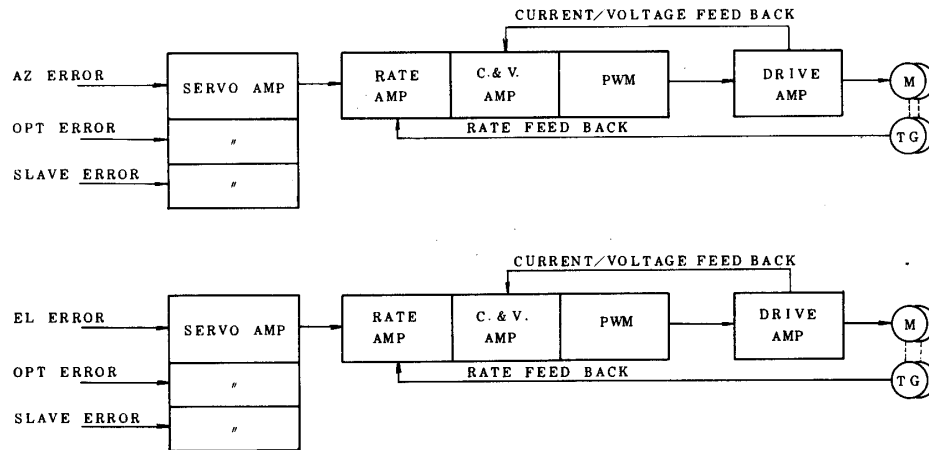 CURRENT/VOLTAGE FEED BACK
AZ ERROR
SERVO AMP
RATE AMP
C.& V. AMP
PWM
DRIVE AMP
M
OPT ERROR
〃
RATE FEED BACK
TG
SLAVE ERROR
〃
CURRENT/VOLTAGE FEED BACK
EL ERROR
SERVO AMP
RATE AMP
C. & V. AMP
PWM
DRIVE AMP
M
OPT ERROR
〃
RATE FEED BACK
TG
SLAVE ERROR
〃